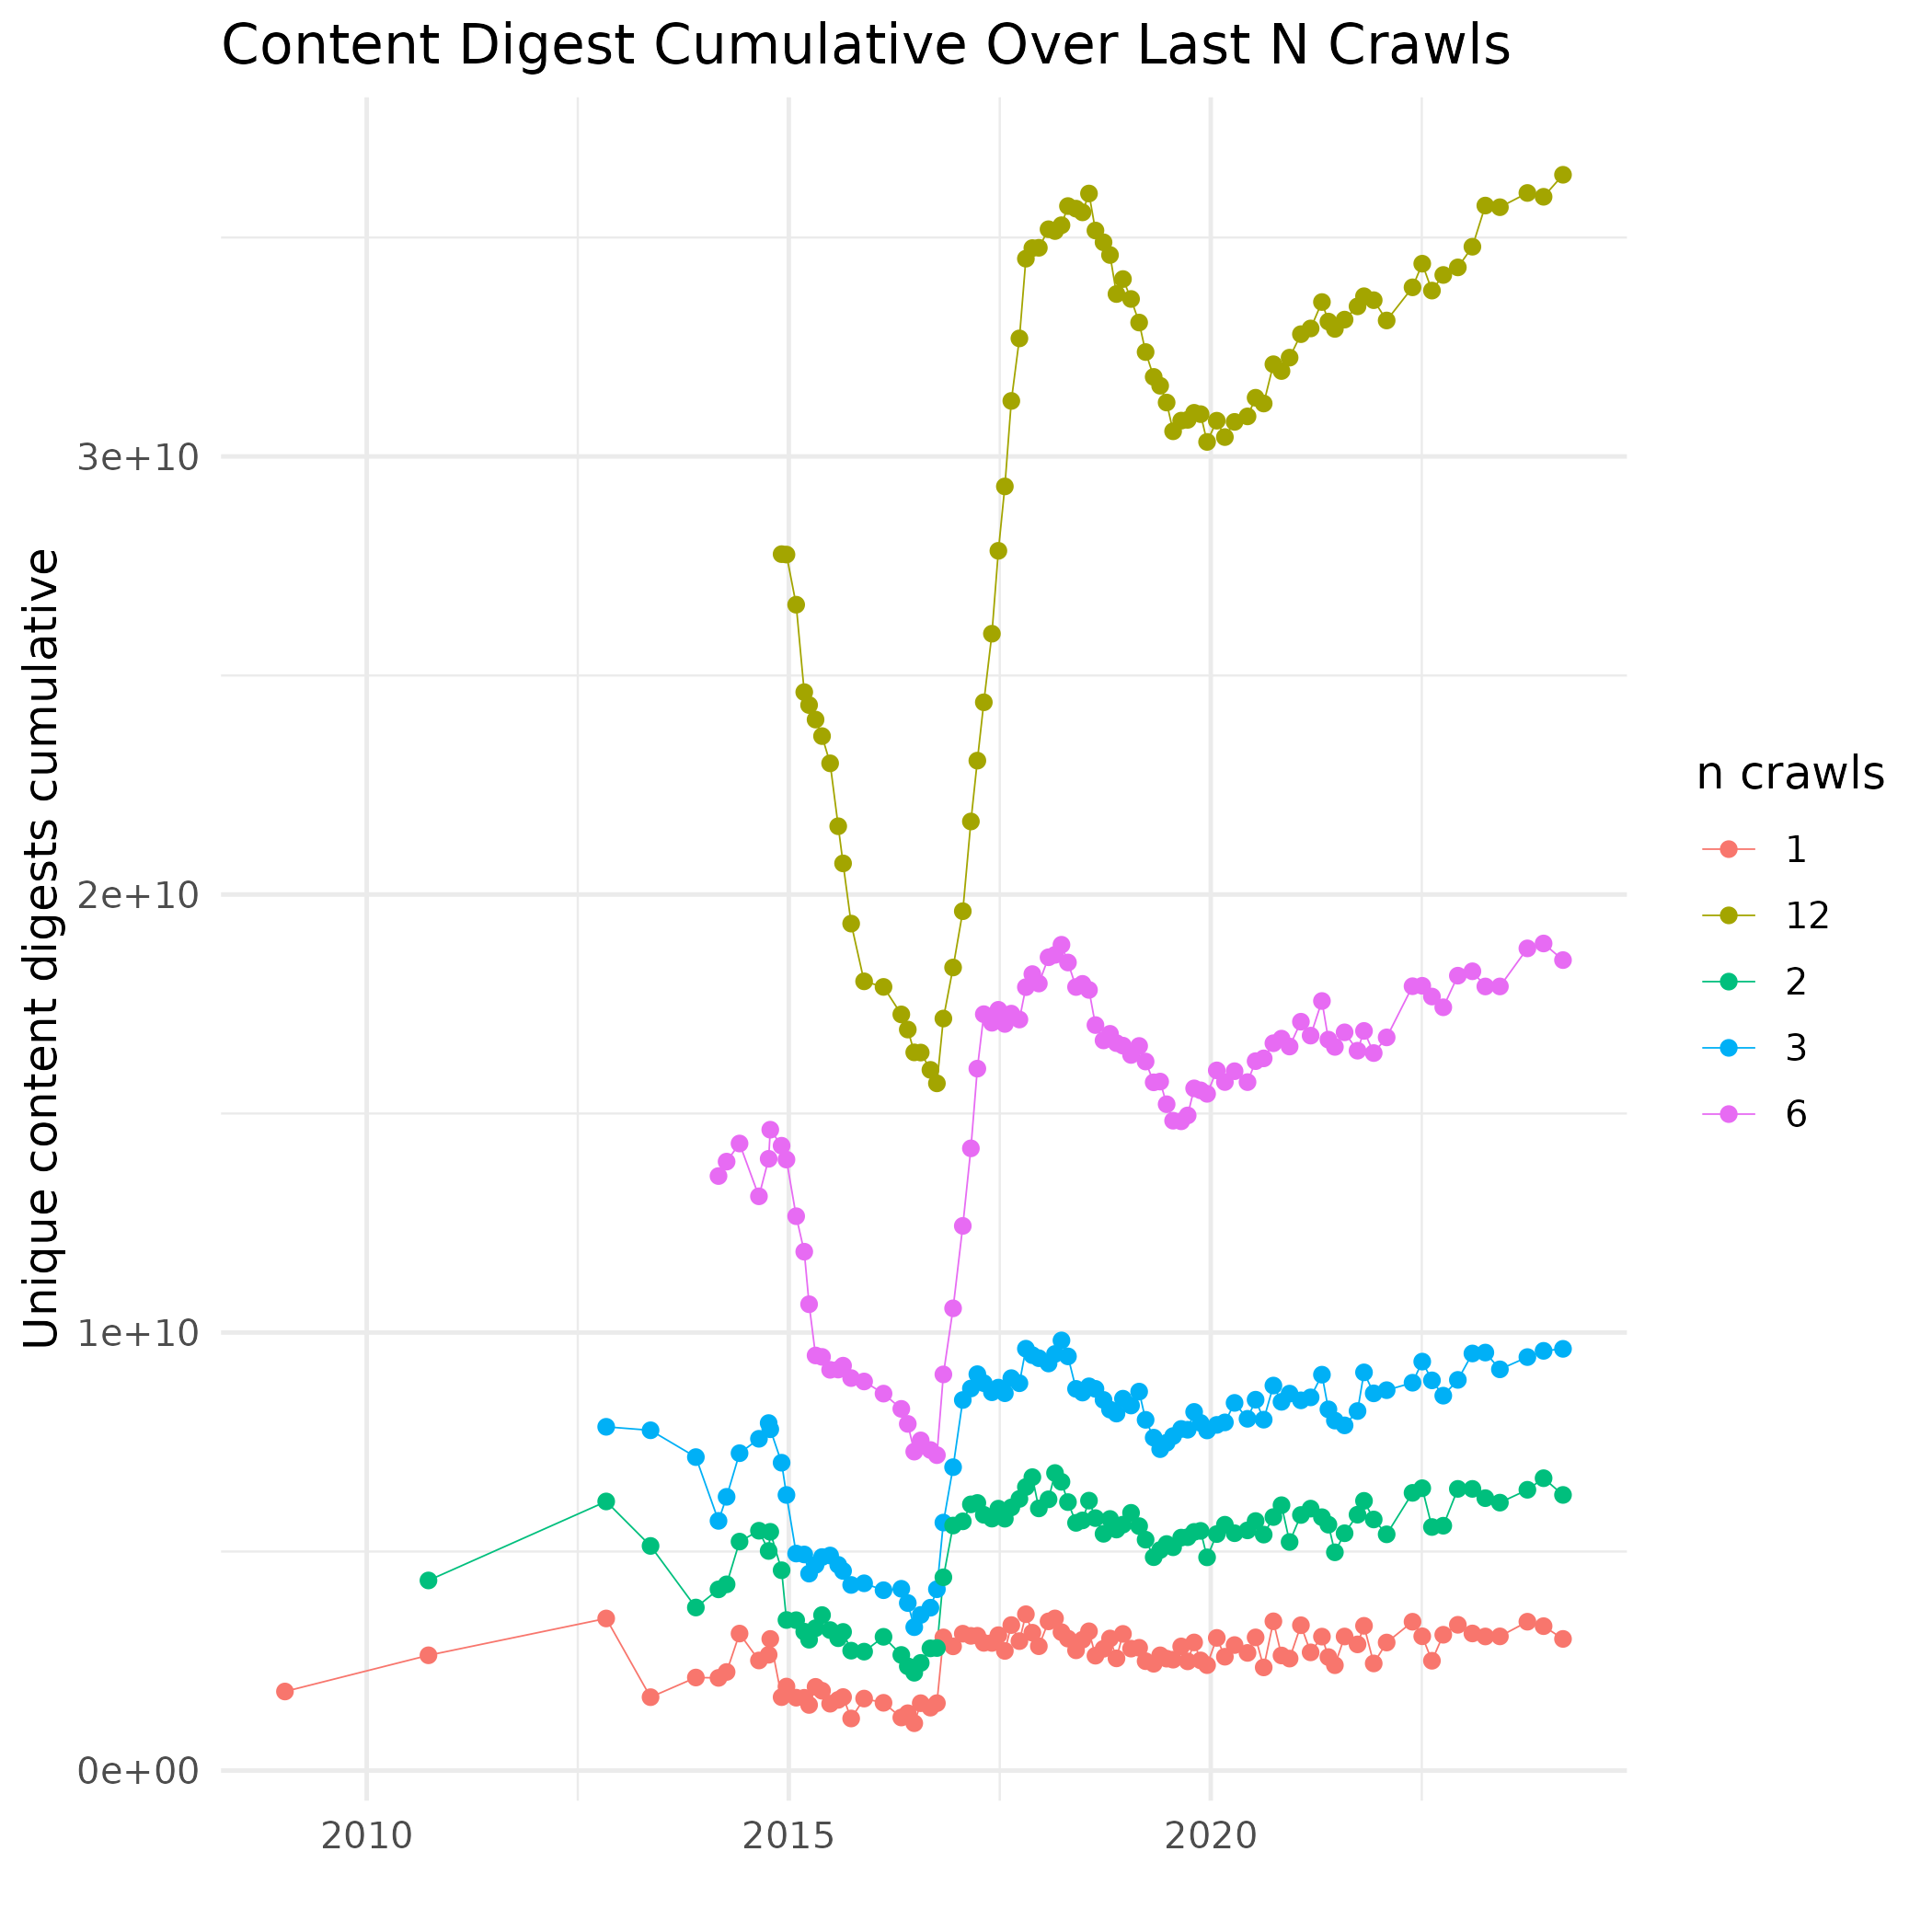 Content Digest Cumulative Over Last N Crawls
Unique content digests cumulative
3e+10
2e+10
1e+10
0e+00
2010
2015
2020
n crawls
1
12
2
3
6